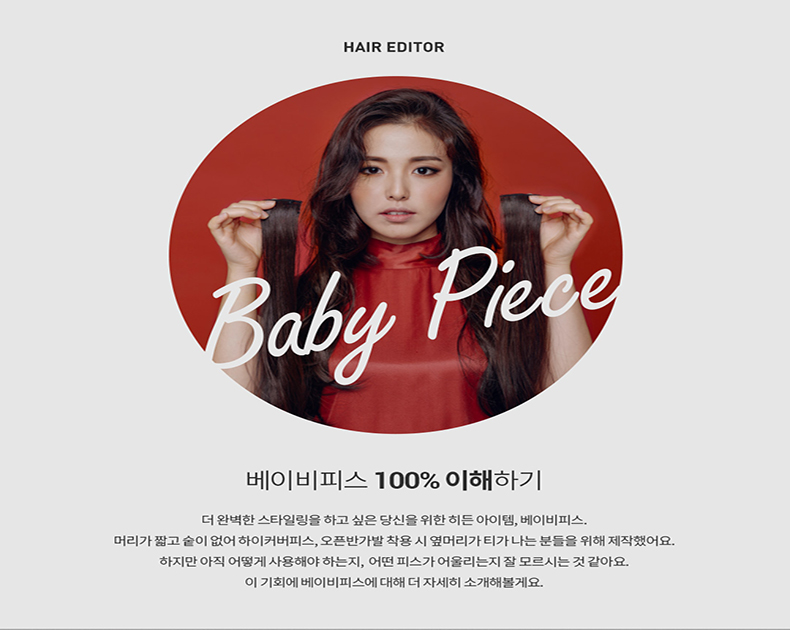 HAIR EDITOR
Baby Piece
베이비피스 100% 이해하기
더 완벽한 스타일링을 하고 싶은 당신을 위한 히든 아이템, 베이비피스.
머리가 짧고 숱이 없어 하이커버피스, 오픈반가발 착용 시 옆머리가 티가 나는 분들을 위해 제작했어요.
하지만 아직 어떻게 사용해야 하는지, 어떤 피스가 어울리는지 잘 모르시는 것 같아요.
이 기회에 베이비피스에 대해 더 자세히 소개해볼게요.